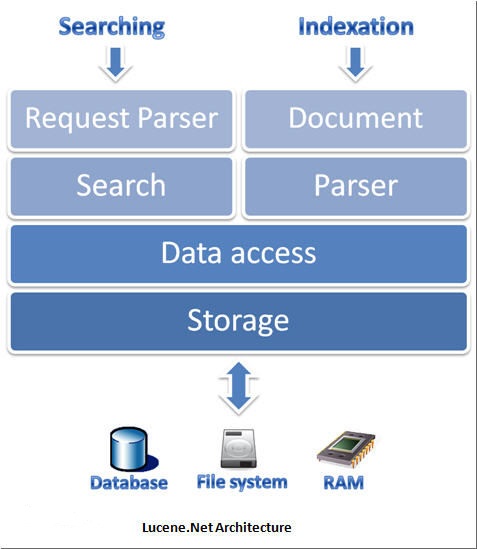 Searching
Indexation
Request Parser
Document
Search
Parser
Data access
Storage
Database
File system
RAM
Lucene.Net Architecture